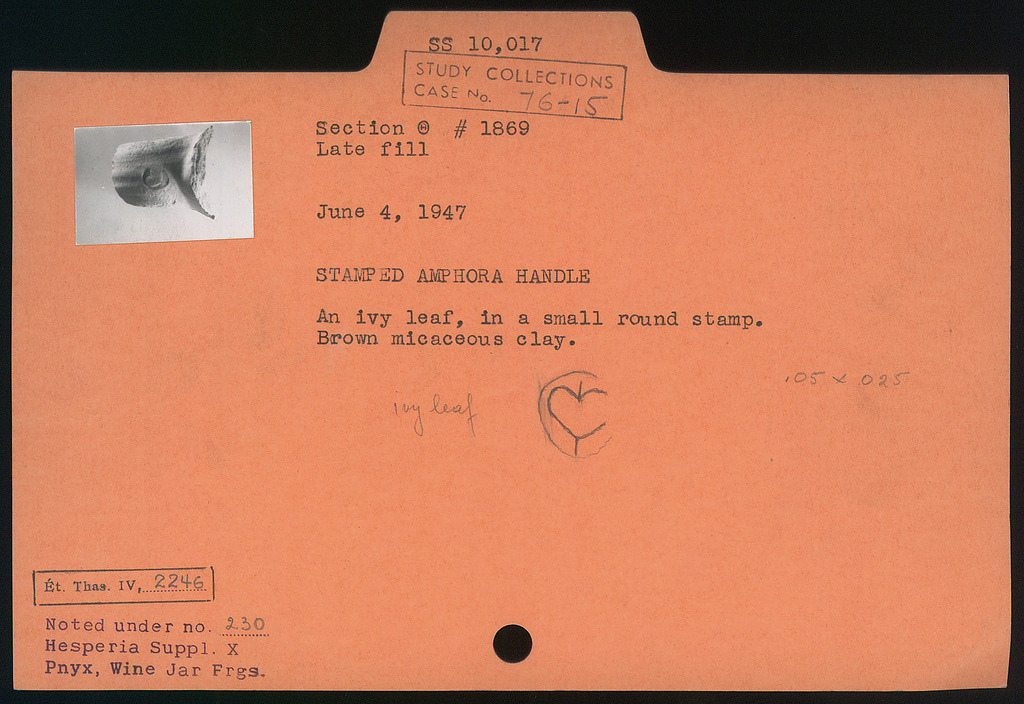 SS 10,017
STUDY COLLECTIONS
CASE No. 76-15
Section Θ # 1869
Late fill
June 4, 1947
STAMPED AMPHORA HANDLE
An ivy leaf, in a small round stamp.
Brown micaceous clay.
.05 x .025
ivy leaf
Ét. Thas. IV, 2246
Noted under no. 230
Hesperia Suppl. X
Pnyx, Wine Jar Frgs.